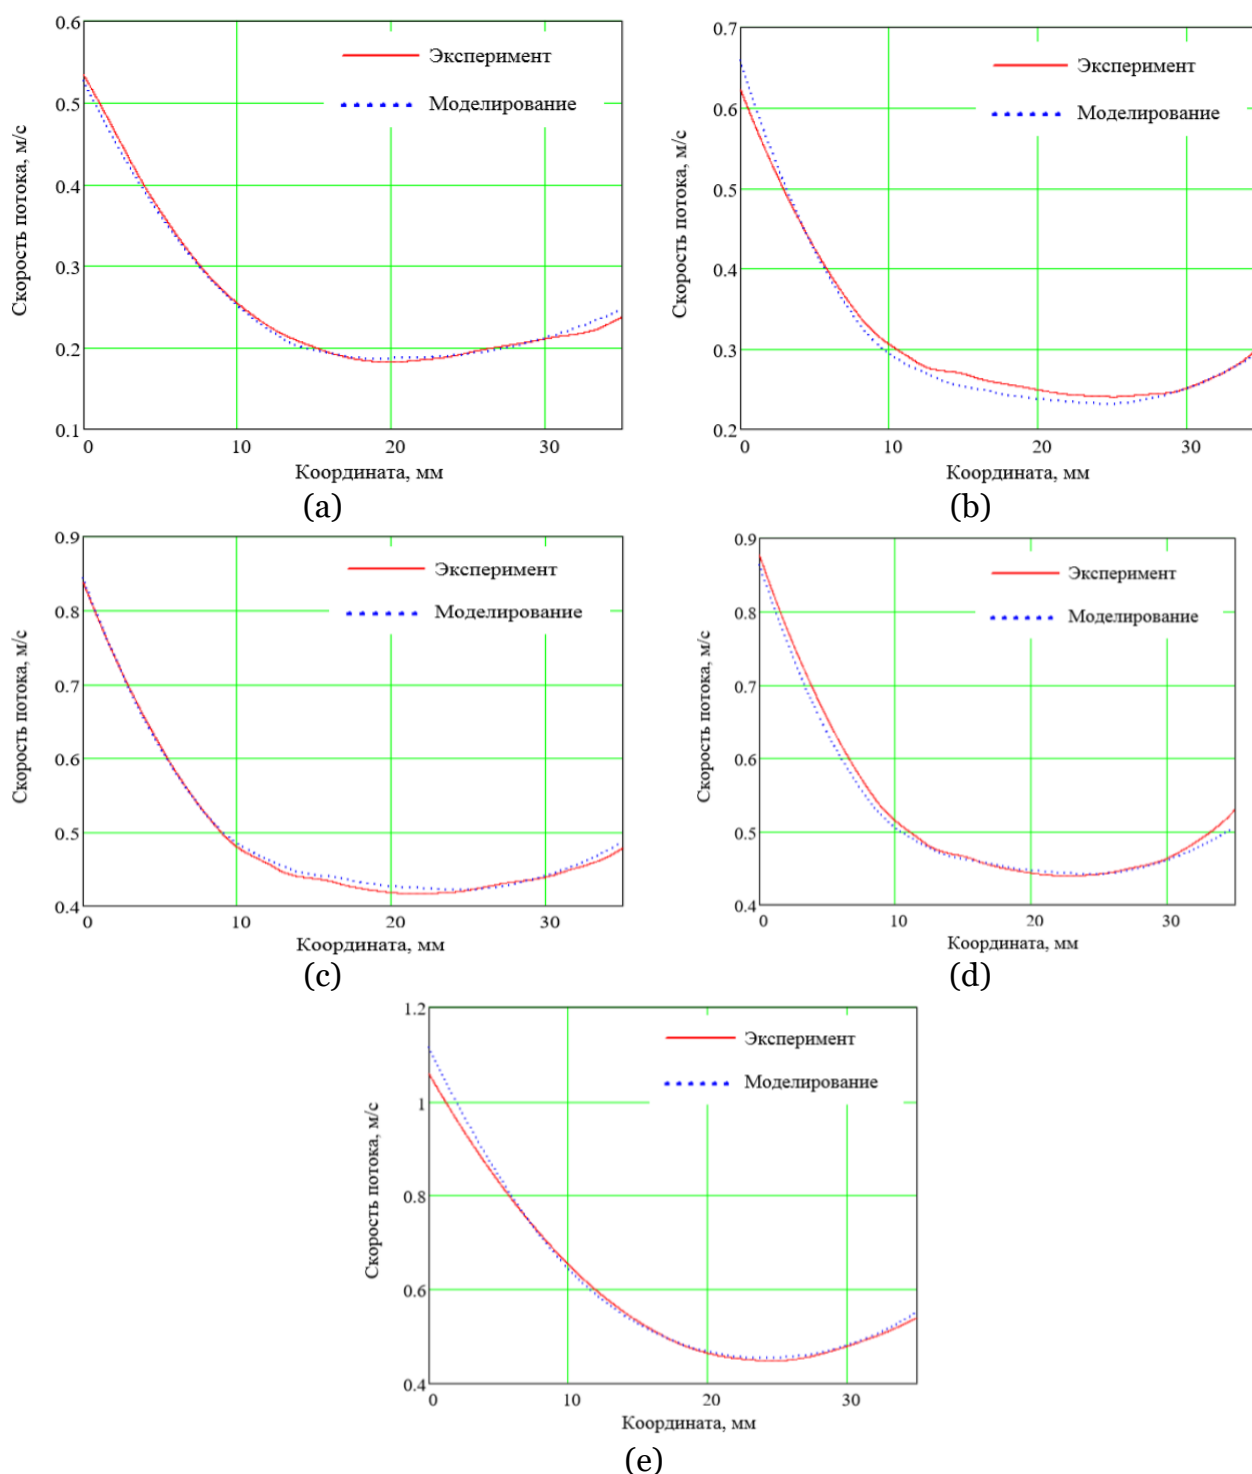 0.6
0.5
0.4
0.3
0.2
0.1
Скорость потока, м/с
Эксперимент
Моделирование
0 10 20 30
Координата, мм
(a)
0.7
0.6
0.5
0.4
0.3
0.2
Скорость потока, м/с
Эксперимент
Моделирование
0 10 20 30
Координата, мм
(b)
0.9
0.8
0.7
0.6
0.5
0.4
Скорость потока, м/с
Эксперимент
Моделирование
0 10 20 30
Координата, мм
(c)
0.9
0.8
0.7
0.6
0.5
0.4
Скорость потока, м/с
Эксперимент
Моделирование
0 10 20 30
Координата, мм
(d)
1.2
1
0.8
0.6
0.4
Скорость потока, м/с
Эксперимент
Моделирование
0 10 20 30
Координата, мм
(e)